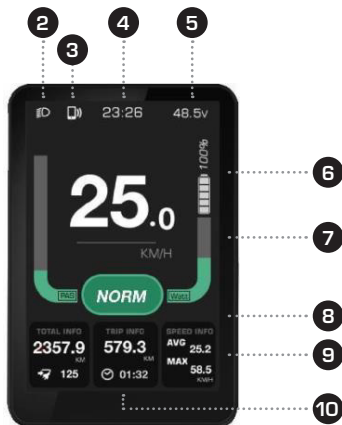 2 4 5
3
23:26 48.5v
100%
6
25.0
7
KM/H
PAS NORM Watt
8
TOTAL INFO TRIP INFO SPEED INFO
2357.9 579.3 AVG 25.2
KM KM MAX 58.5
125 01:32 KM/H
9
10